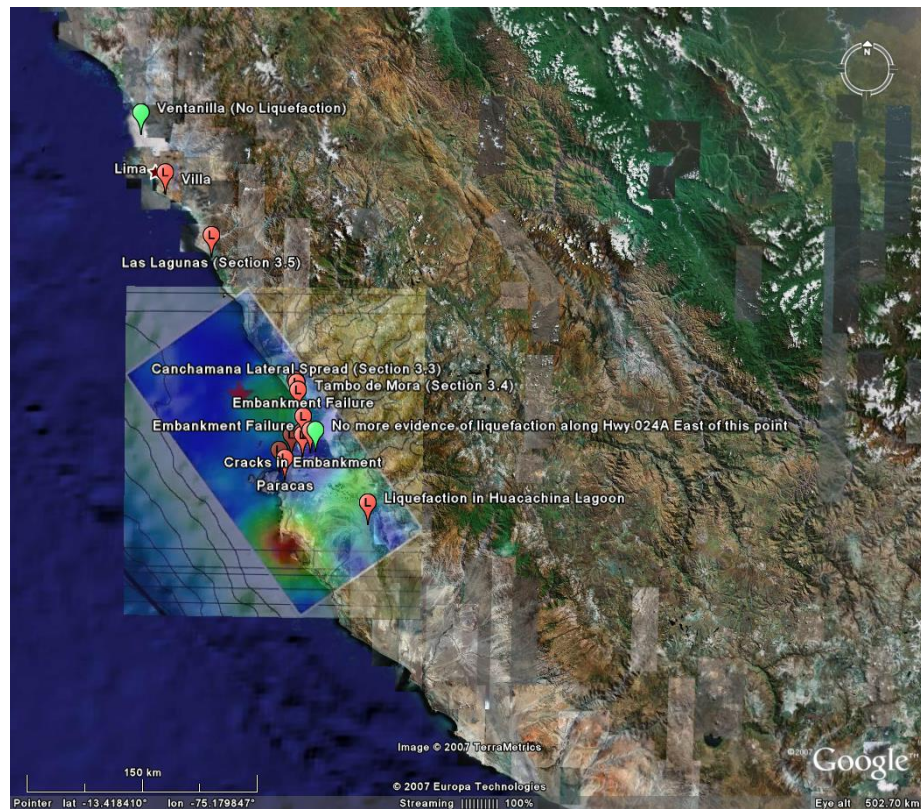 N
Ventanilla (No Liquefaction)
Lima
L
Villa
L
Las Lagunas (Section 3.5)
Canchamana Lateral Spread (Section 3.3)
Tambo de Mora (Section 3.4)
Embankment Failure
Embankment Failure
No more evidence of liquefaction along Hwy 024A East of this point
Cracks in Embankment
Paracas
L
Liquefaction in Huacachina Lagoon
Image © 2007 TerraMetrics
© 2007 Europa Technologies
©2007 Google™
150 km
Pointer lat -13.418410° lon -75.179847° Streaming |||||||||| 100% Eye alt 502.70